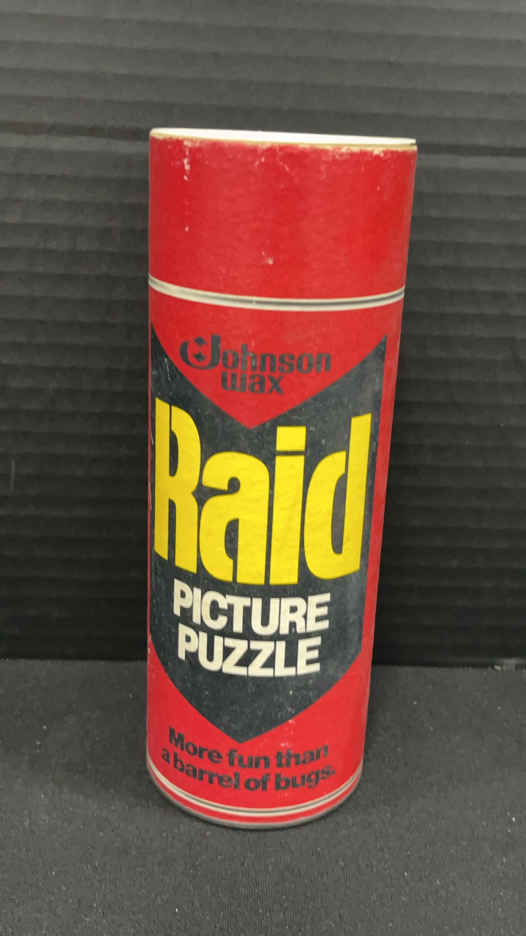 Johnson
wax
Raid
PICTURE
PUZZLE
More fun than
a barrel of bugs.